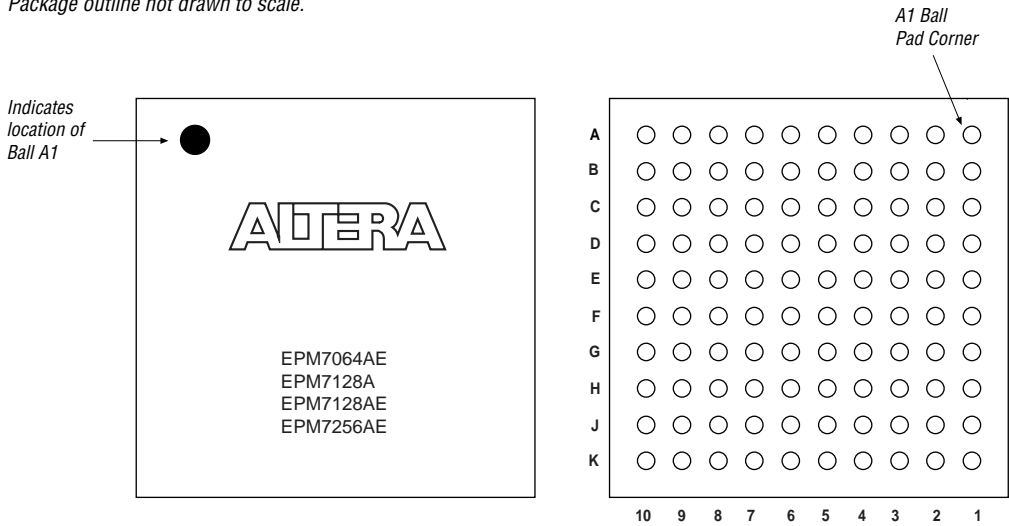 Package outline not drawn to scale.
A1 Ball
Pad Corner
Indicates
location of
Ball A1
ALTERA
EPM7064AE
EPM7128A
EPM7128AE
EPM7256AE
A
B
C
D
E
F
G
H
J
K
10 9 8 7 6 5 4 3 2 1